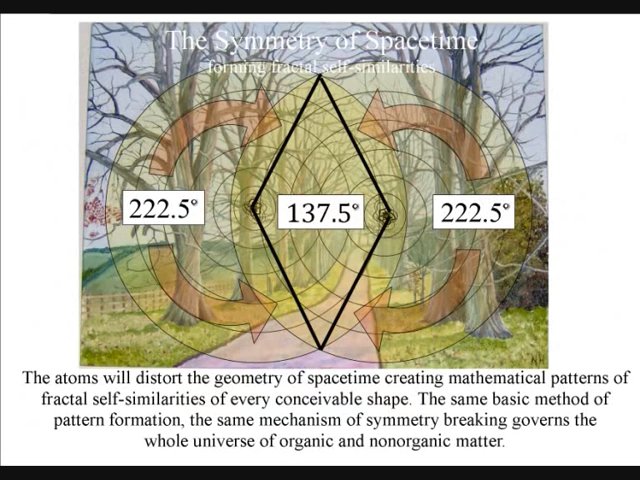 The Symmetry of Spacetime
forming fractal self-similarities
222.5°
137.5°
222.5°
NH
The atoms will distort the geometry of spacetime creating mathematical patterns of
fractal self-similarities of every conceivable shape. The same basic method of
pattern formation, the same mechanism of symmetry breaking governs the
whole universe of organic and nonorganic matter.